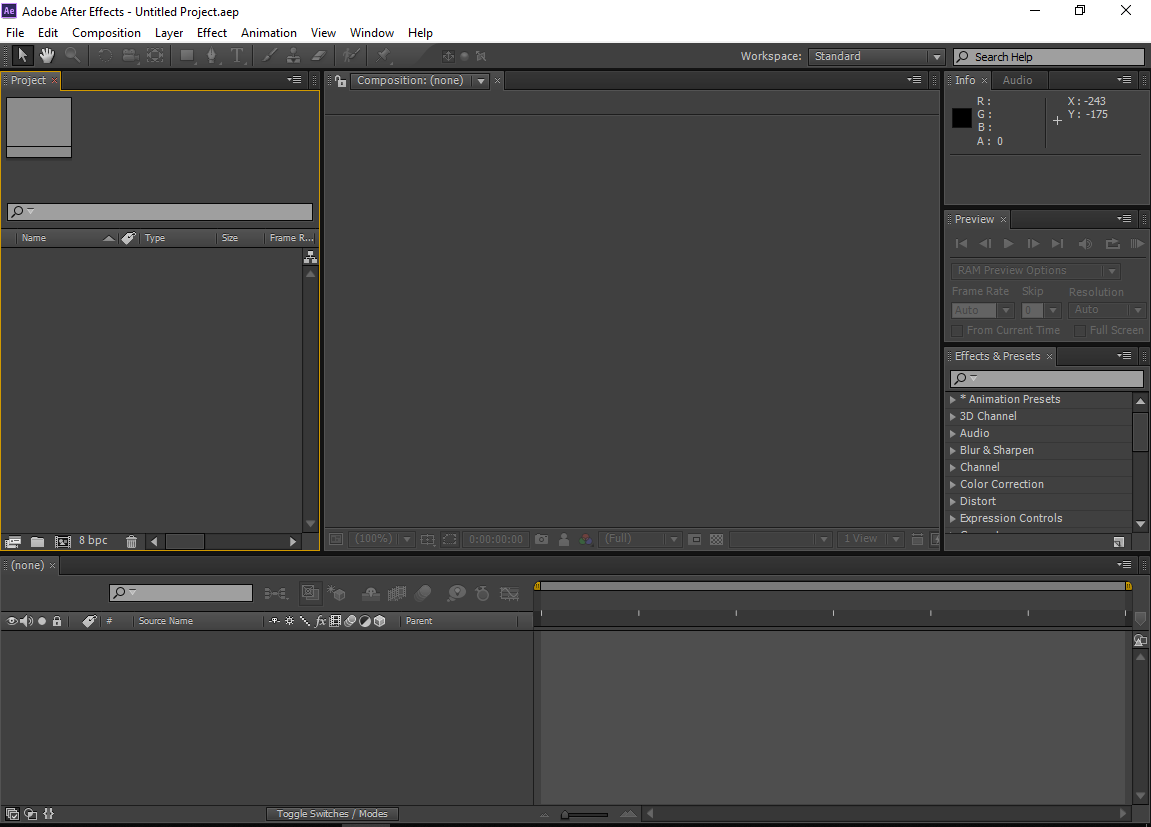 Ae Adobe After Effects - Untitled Project.aep
File Edit Composition Layer Effect Animation View Window Help
T Workspace: Standard Search Help
Project
Composition: (none)
Info Audio
R :
G :
B :
A : 0
X : -243
Y : -175
Name Type Size Frame R...
Preview
RAM Preview Options
Frame Rate Skip Resolution
Auto 0 Auto
From Current Time Full Screen
Effects & Presets
* Animation Presets
3D Channel
Audio
Blur & Sharpen
Channel
Color Correction
Distort
Expression Controls
8 bpc
(100%) 0:00:00:00 (Full) 1 View
(none)
# Source Name fx Parent
Toggle Switches / Modes